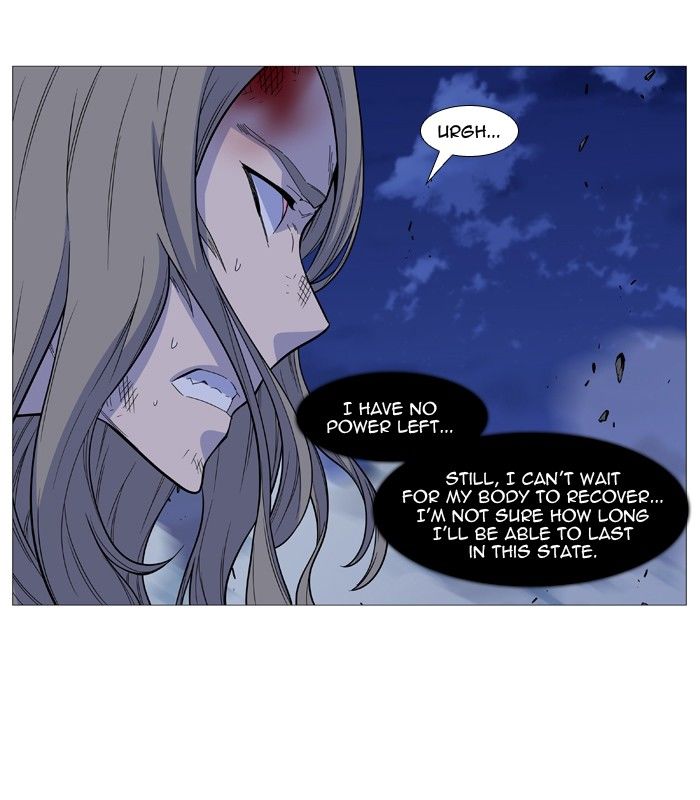 URGH...
I HAVE NO
POWER LEFT...
STILL, I CAN'T WAIT
FOR MY BODY TO RECOVER...
I'M NOT SURE HOW LONG
I'LL BE ABLE TO LAST
IN THIS STATE.